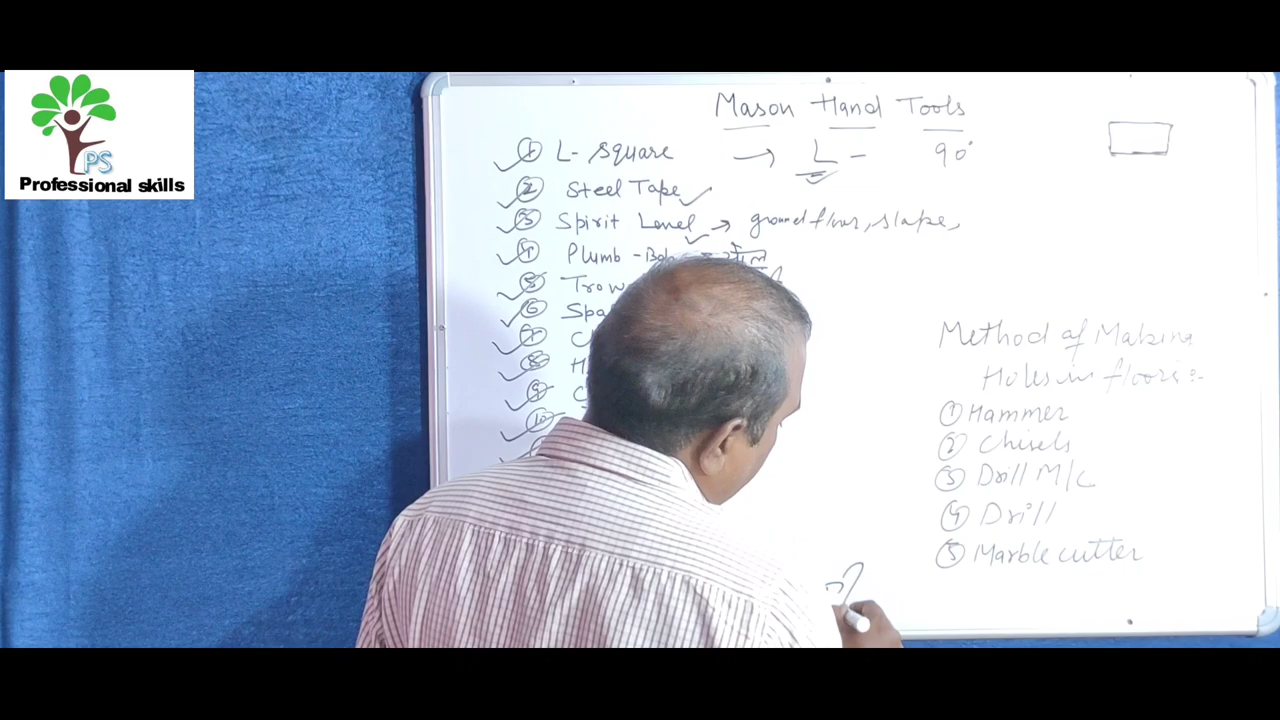 PS
Professional skills
Mason Hand Tools
① L- Square → L - 90°
② Steel Tape
③ Spirit Level → ground floor, slape,
④ Plumb - Bob
⑤ Trow
⑥ Spa
⑦ C
⑧ H
⑨ C
⑩
Method of Making
Holes in floors:-
① Hammer
② Chisels
③ Drill M/C
④ Drill
⑤ Marble cutter